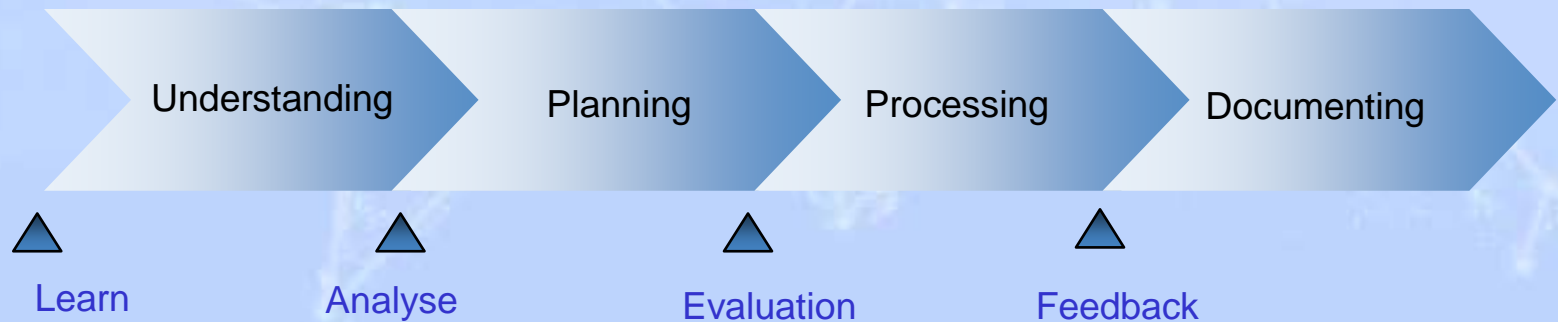 Understanding Planning Processing Documenting
Learn Analyse Evaluation Feedback